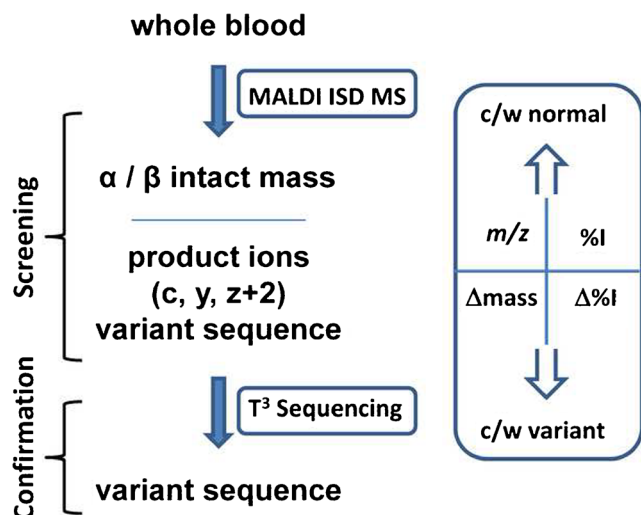 whole blood
MALDI ISD MS
Screening
α / β intact mass
product ions
(c, y, z+2)
variant sequence
Confirmation
T³ Sequencing
variant sequence
c/w normal
m/z %I
Δmass Δ%I
c/w variant